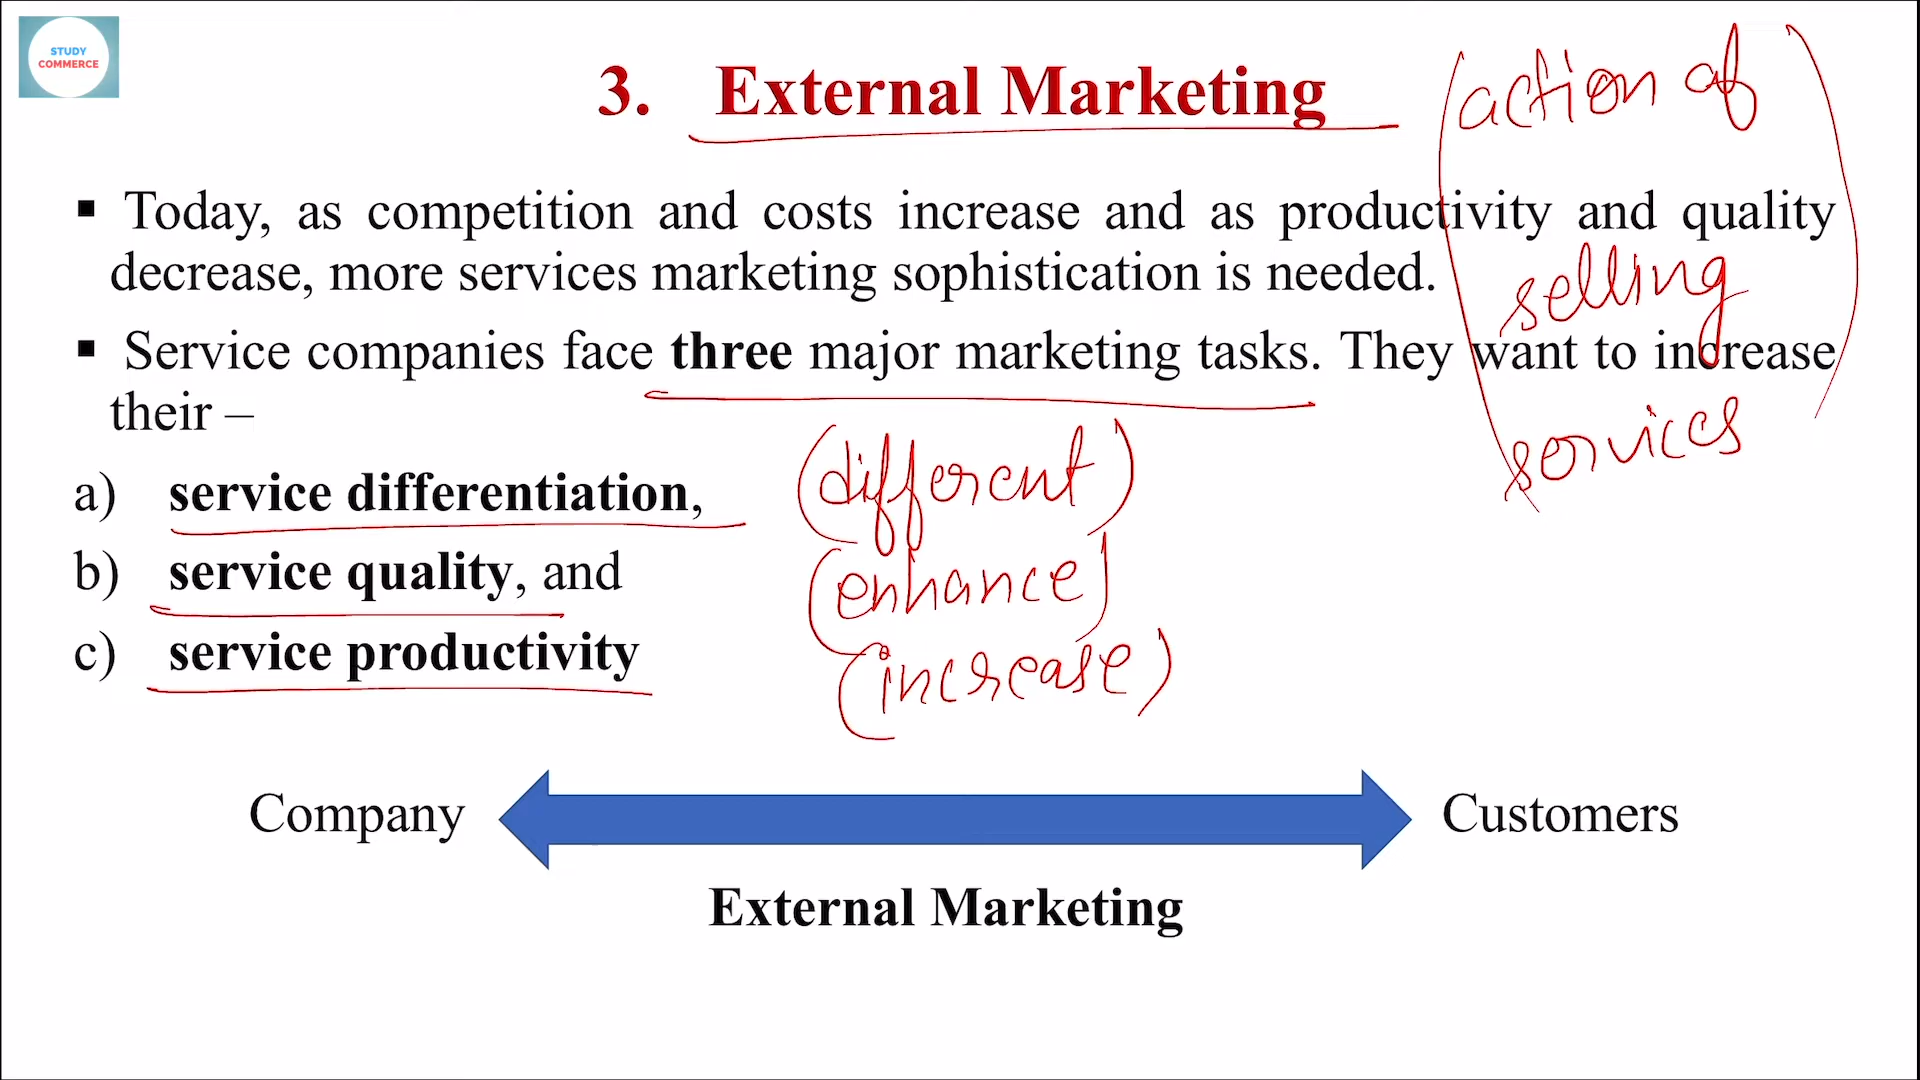 STUDY
COMMERCE
3. External Marketing
(action of
selling
services)
▪ Today, as competition and costs increase and as productivity and quality
decrease, more services marketing sophistication is needed.
▪ Service companies face three major marketing tasks. They want to increase
their –
a) service differentiation,
(different)
b) service quality, and
(enhance)
c) service productivity
(increase)
Company
Customers
External Marketing